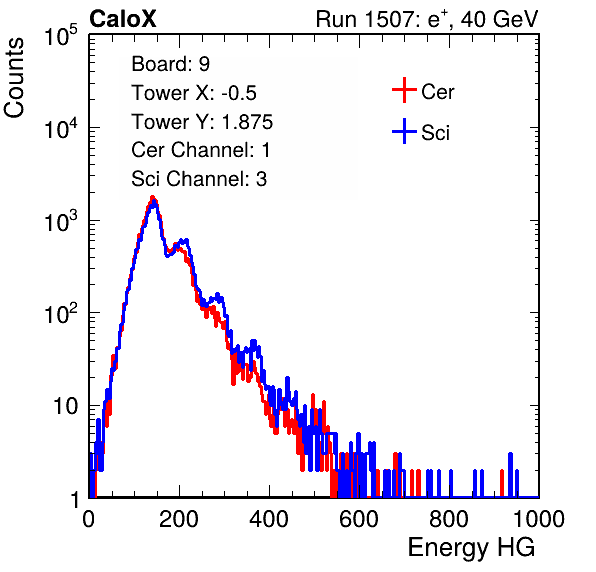 CaloX Run 1507: e⁺, 40 GeV
Counts
Board: 9
Tower X: -0.5
Tower Y: 1.875
Cer Channel: 1
Sci Channel: 3
Cer
Sci
10⁵
10⁴
10³
10²
10
1
0 200 400 600 800 1000
Energy HG